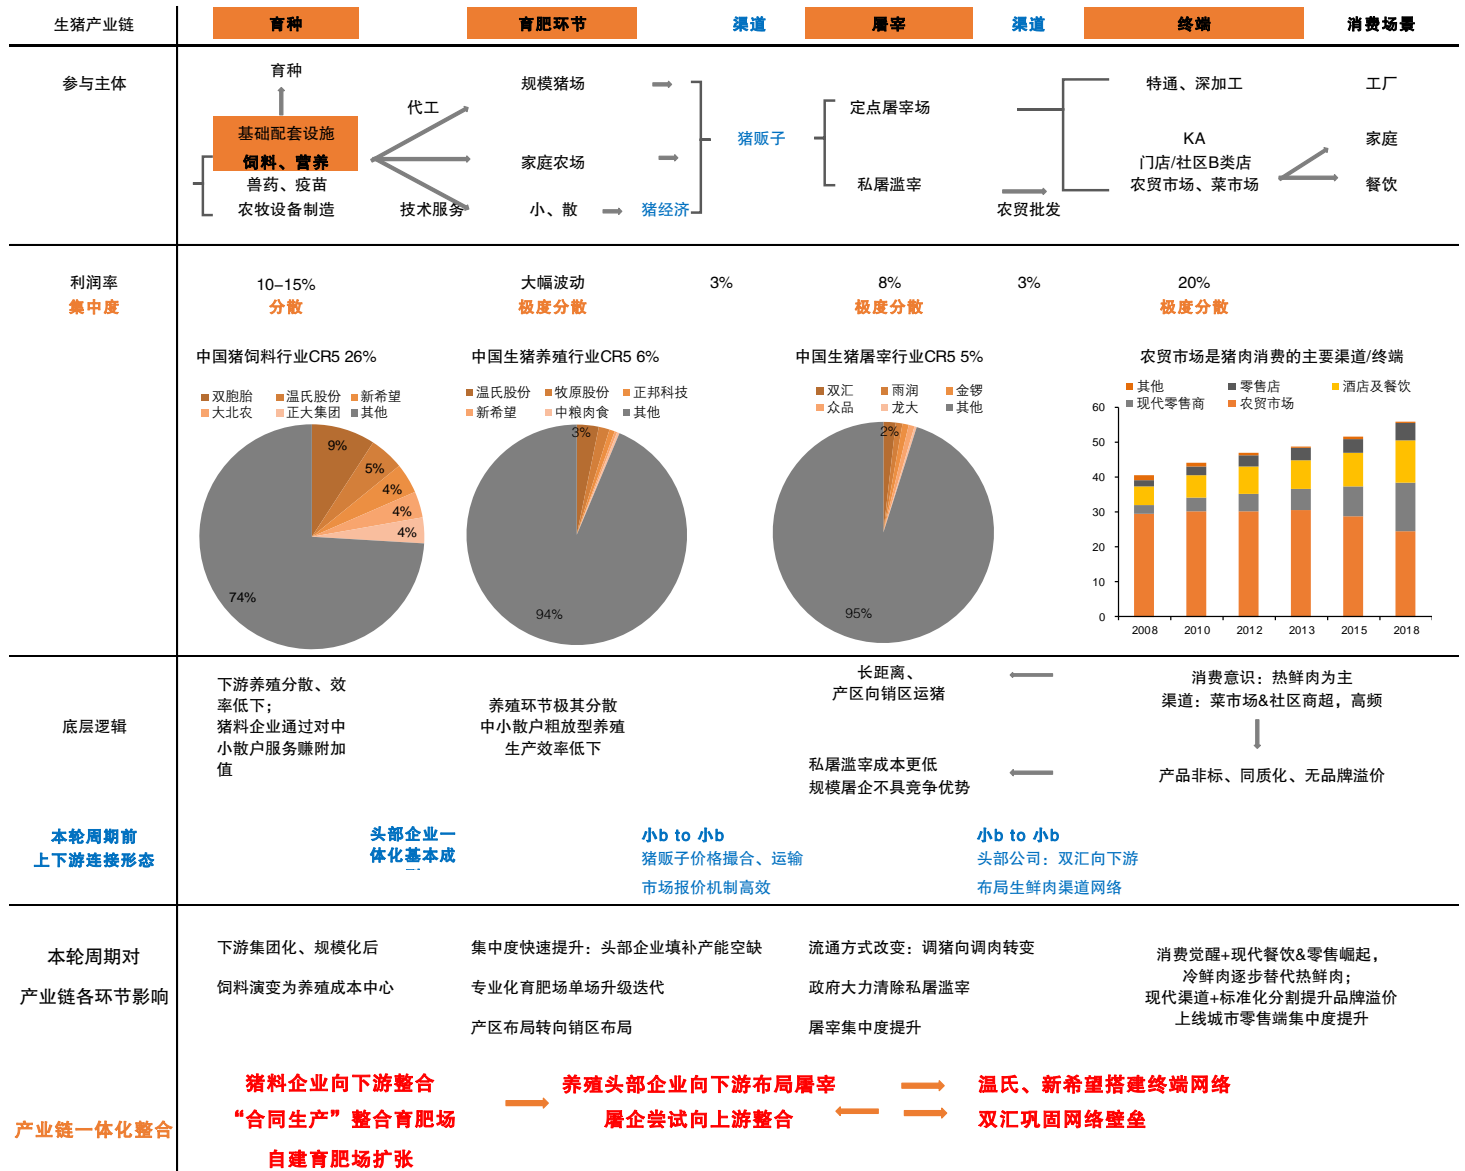 生猪产业链 育种 育肥环节 渠道 屠宰 渠道 终端 消费场景
参与主体
育种
基础配套设施
饲料、营养
兽药、疫苗
农牧设备制造
代工
技术服务
规模猪场
家庭农场
小、散
猪经济
猪贩子
定点屠宰场
私屠滥宰
农贸批发
特通、深加工
KA
门店/社区B类店
农贸市场、菜市场
工厂
家庭
餐饮
利润率 10-15% 大幅波动 3% 8% 3% 20%
集中度 分散 极度分散 极度分散 极度分散
中国猪饲料行业CR5 26%
双胞胎 温氏股份 新希望
大北农 正大集团 其他
9%
5%
4%
4%
4%
74%
中国生猪养殖行业CR5 6%
温氏股份 牧原股份 正邦科技
新希望 中粮肉食 其他
3%
94%
中国生猪屠宰行业CR5 5%
双汇 雨润 金锣
众品 龙大 其他
2%
95%
农贸市场是猪肉消费的主要渠道/终端
其他 零售店 酒店及餐饮
现代零售商 农贸市场
60
50
40
30
20
10
0
2008 2010 2012 2013 2015 2018
底层逻辑
下游养殖分散、效
率低下；
猪料企业通过对中
小散户服务赚附加
值
养殖环节极其分散
中小散户粗放型养殖
生产效率低下
长距离、
产区向销区运猪
私屠滥宰成本更低
规模屠企不具竞争优势
消费意识：热鲜肉为主
渠道：菜市场&社区商超，高频
产品非标、同质化、无品牌溢价
本轮周期前
上下游连接形态
头部企业一
体化基本成
小b to 小b
猪贩子价格撮合、运输
市场报价机制高效
小b to 小b
头部公司：双汇向下游
布局生鲜肉渠道网络
本轮周期对
产业链各环节影响
下游集团化、规模化后
饲料演变为养殖成本中心
集中度快速提升：头部企业填补产能空缺
专业化育肥场单场升级迭代
产区布局转向销区布局
流通方式改变：调猪向调肉转变
政府大力清除私屠滥宰
屠宰集中度提升
消费觉醒+现代餐饮&零售崛起，
冷鲜肉逐步替代热鲜肉；
现代渠道+标准化分割提升品牌溢价
上线城市零售端集中度提升
产业链一体化整合
猪料企业向下游整合
“合同生产”整合育肥场
自建育肥场扩张
养殖头部企业向下游布局屠宰
屠企尝试向上游整合
温氏、新希望搭建终端网络
双汇巩固网络壁垒